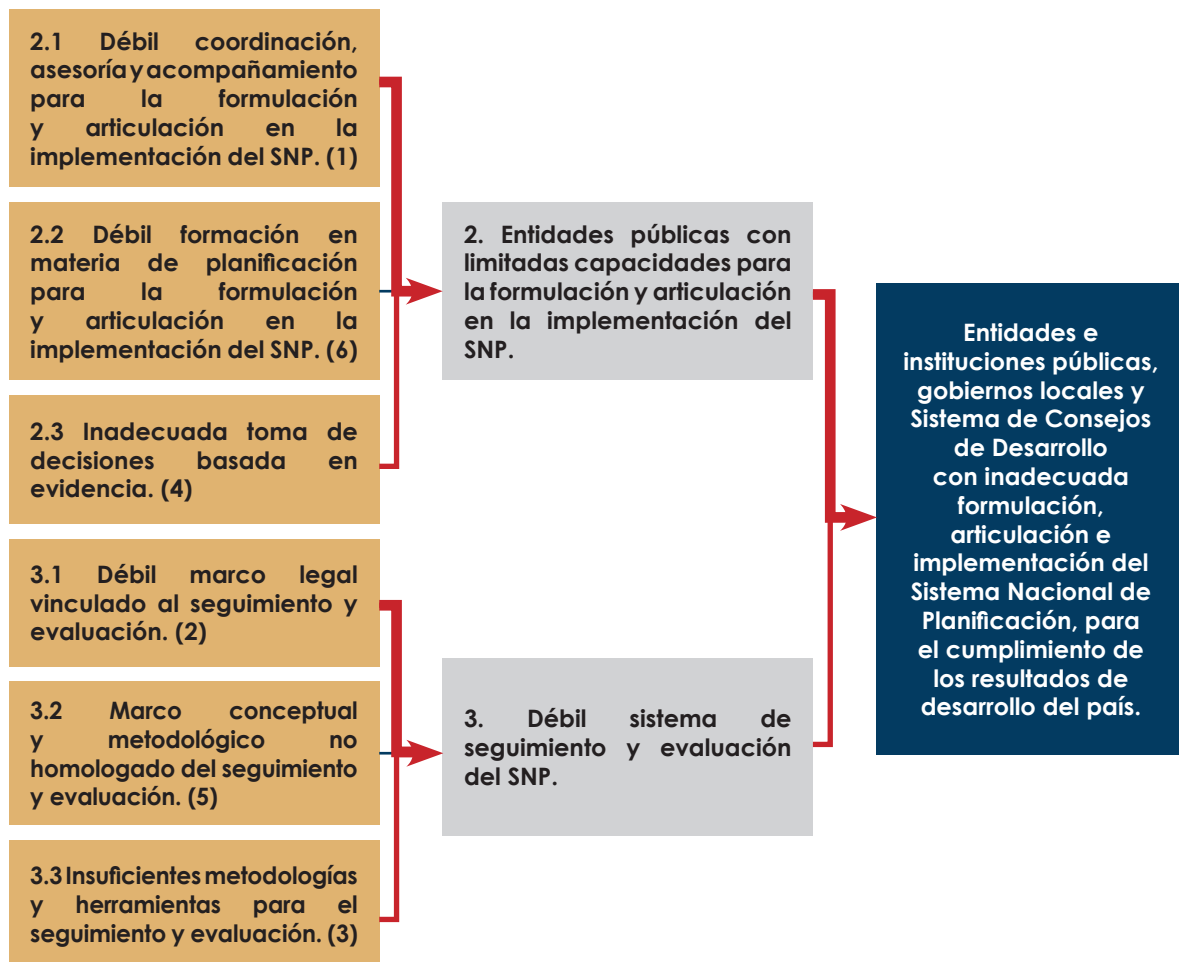 2.1 Débil coordinación,
asesoría y acompañamiento
para la formulación
y articulación en la
implementación del SNP. (1)
2.2 Débil formación en
materia de planificación
para la formulación
y articulación en la
implementación del SNP. (6)
2.3 Inadecuada toma de
decisiones basada en
evidencia. (4)
3.1 Débil marco legal
vinculado al seguimiento y
evaluación. (2)
3.2 Marco conceptual
y metodológico no
homologado del seguimiento
y evaluación. (5)
3.3 Insuficientes metodologías
y herramientas para el
seguimiento y evaluación. (3)
2. Entidades públicas con
limitadas capacidades para
la formulación y articulación
en la implementación del
SNP.
3. Débil sistema de
seguimiento y evaluación
del SNP.
Entidades e
instituciones públicas,
gobiernos locales y
Sistema de Consejos
de Desarrollo
con inadecuada
formulación,
articulación e
implementación del
Sistema Nacional de
Planificación, para
el cumplimiento de
los resultados de
desarrollo del país.